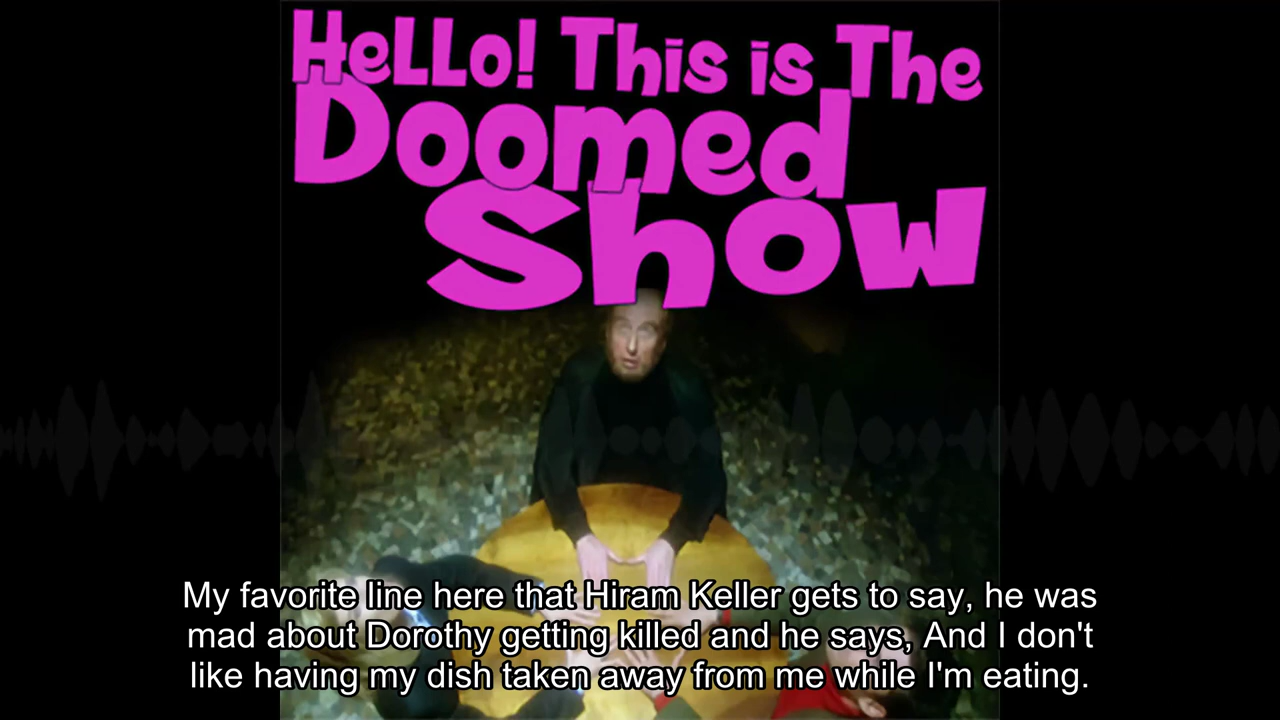 HeLLo! This is The
Doomed
Show
My favorite line here that Hiram Keller gets to say, he was
mad about Dorothy getting killed and he says, And I don't
like having my dish taken away from me while I'm eating.